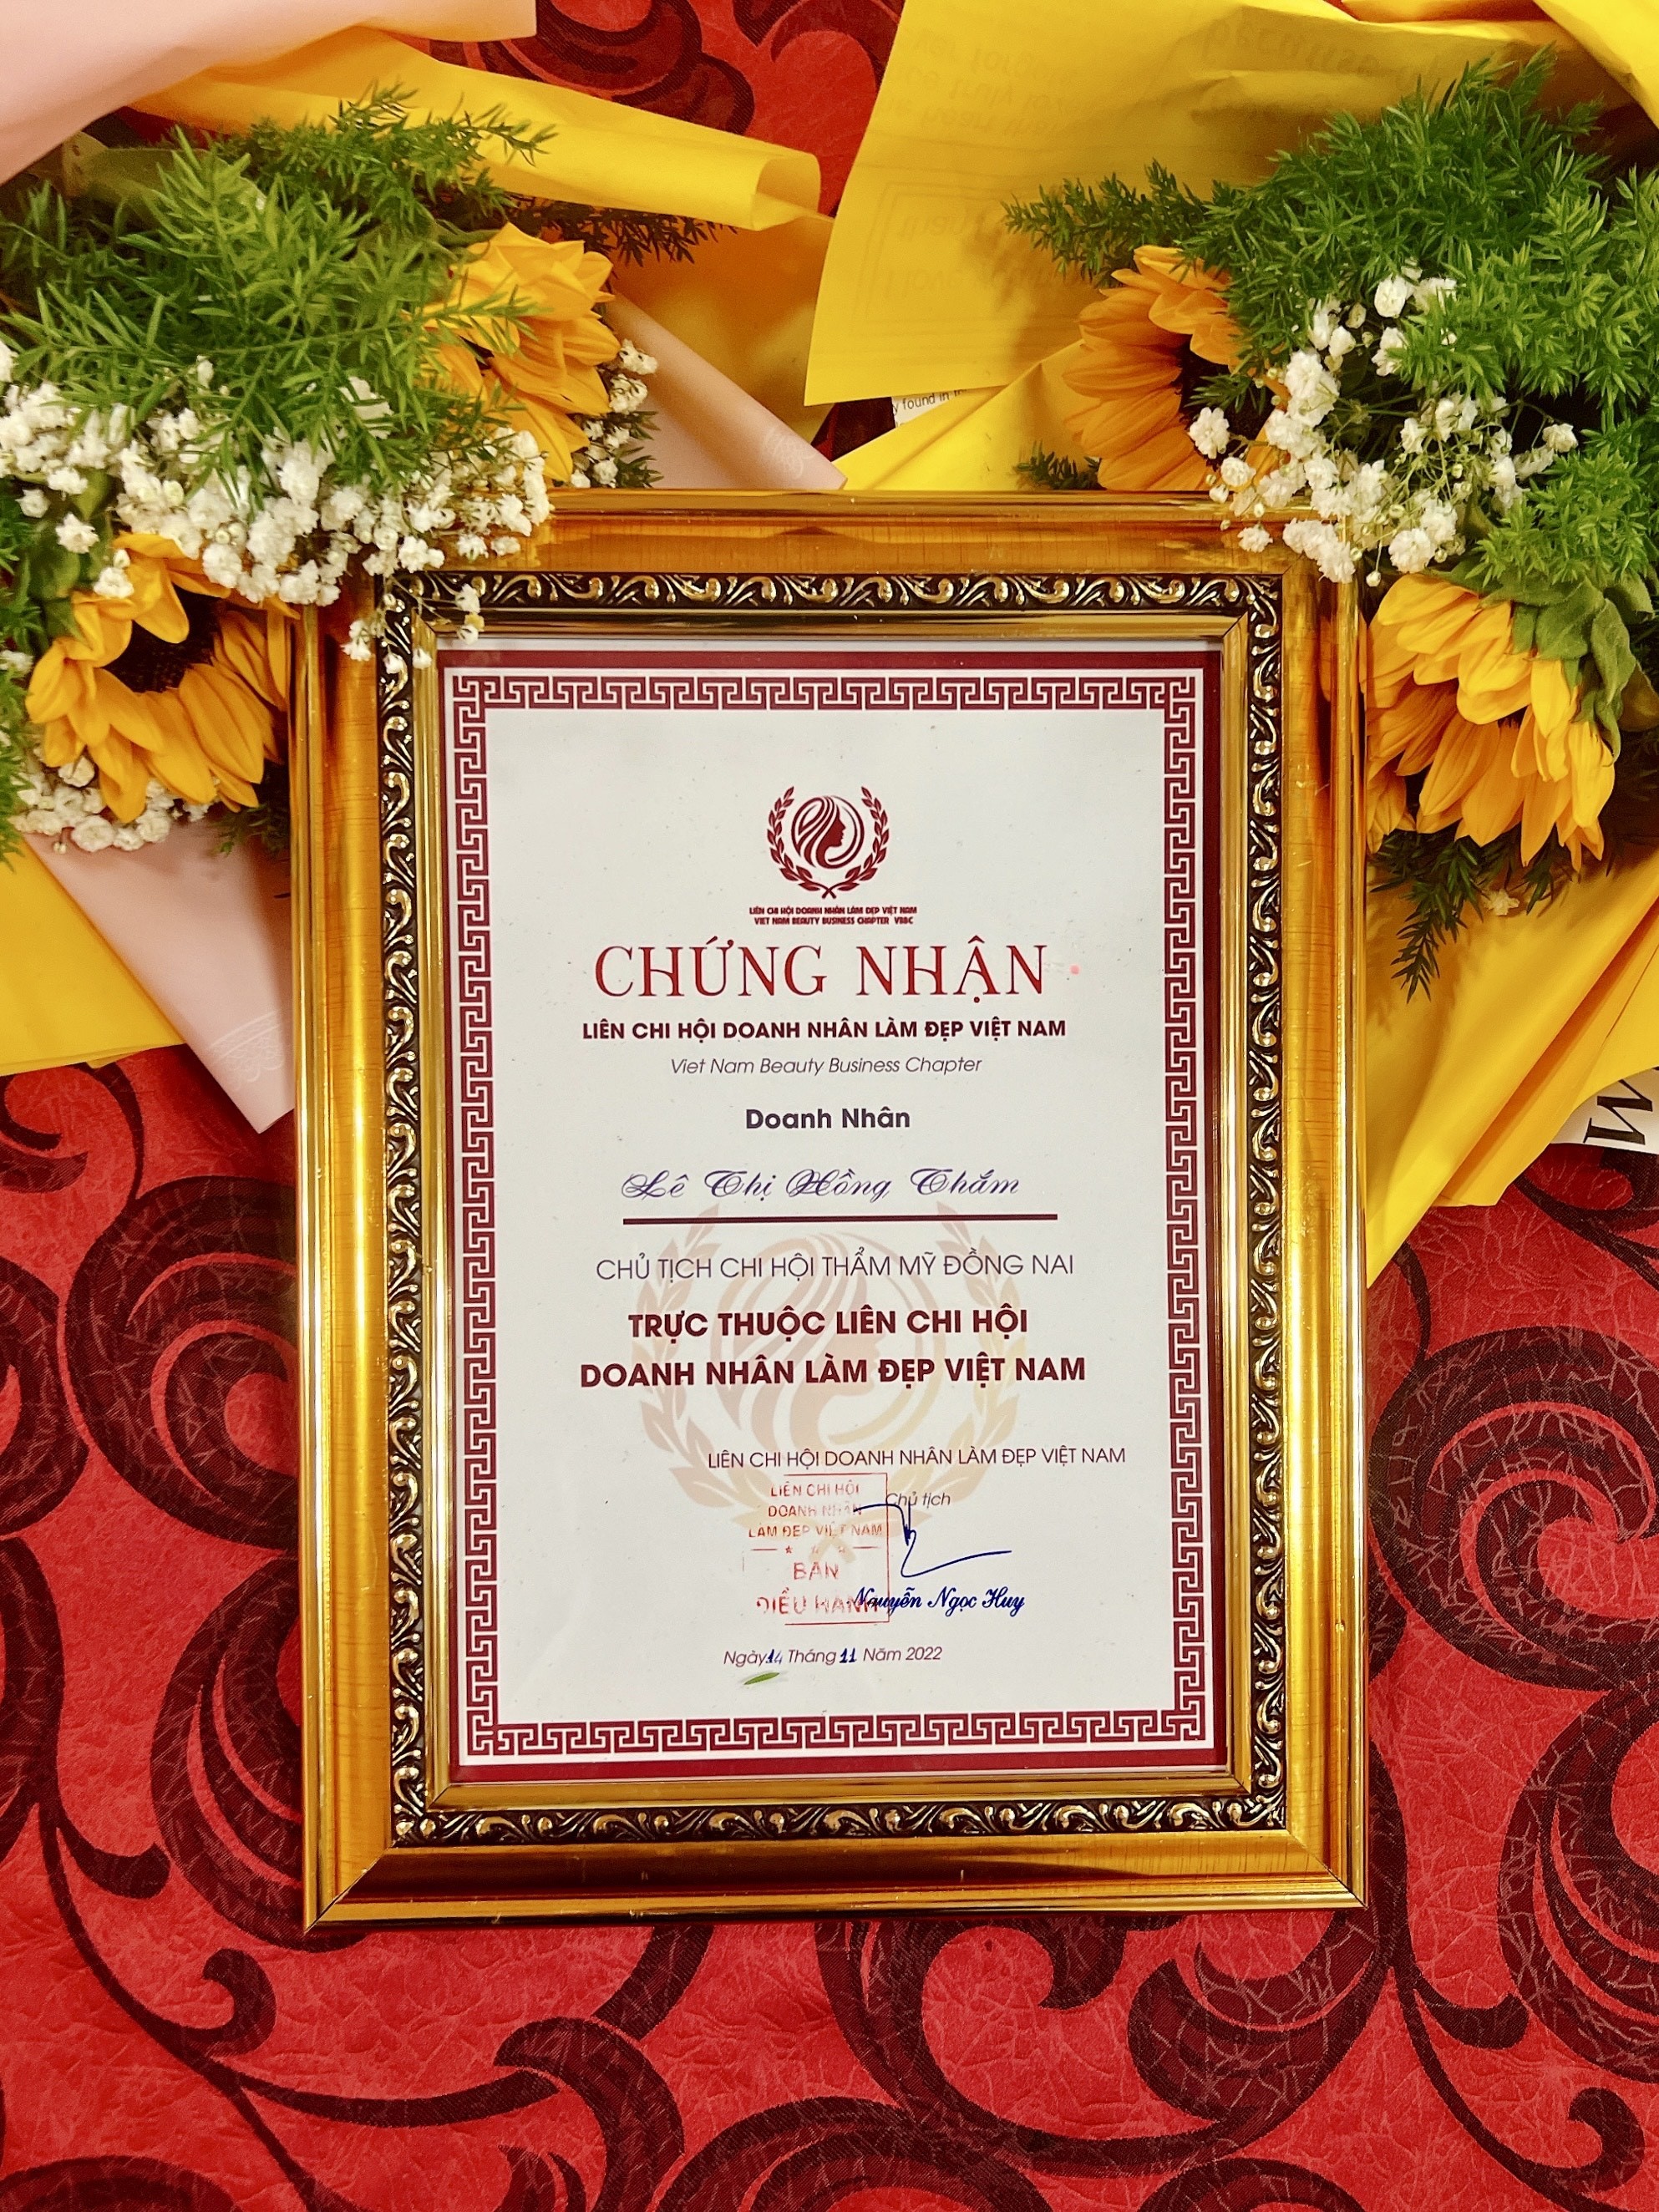 y found in
LIÊN CHI HỘI DOANH NHÂN LÀM ĐẸP VIỆT NAM
VIET NAM BEAUTY BUSINESS CHAPTER VBBC
CHỨNG NHẬN
LIÊN CHI HỘI DOANH NHÂN LÀM ĐẸP VIỆT NAM
Viet Nam Beauty Business Chapter
Doanh Nhân
Lê Thị Hồng Thắm
CHỦ TỊCH CHI HỘI THẨM MỸ ĐỒNG NAI
TRỰC THUỘC LIÊN CHI HỘI
DOANH NHÂN LÀM ĐẸP VIỆT NAM
LIÊN CHI HỘI DOANH NHÂN LÀM ĐẸP VIỆT NAM
Chủ tịch
LIÊN CHI HỘI
DOANH NHÂN
LÀM ĐẸP VIỆT NAM
BAN
ĐIỀU HÀNH
Nguyễn Ngọc Huy
Ngày 14 Tháng 11 Năm 2022